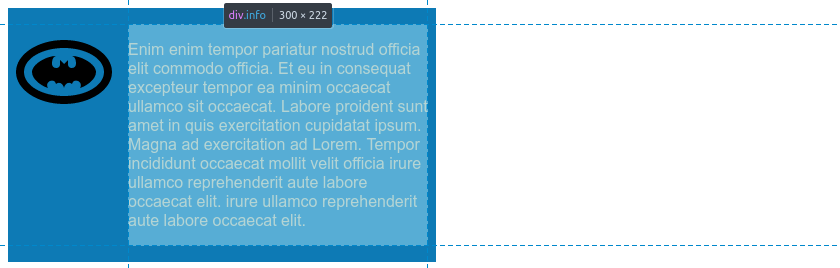 div.info 300 × 222
Enim enim tempor pariatur nostrud officia
elit commodo officia. Et eu in consequat
excepteur tempor ea minim occaecat
ullamco sit occaecat. Labore proident sunt
amet in quis exercitation cupidatat ipsum.
Magna ad exercitation ad Lorem. Tempor
incididunt occaecat mollit velit officia irure
ullamco reprehenderit aute labore
occaecat elit. irure ullamco reprehenderit
aute labore occaecat elit.